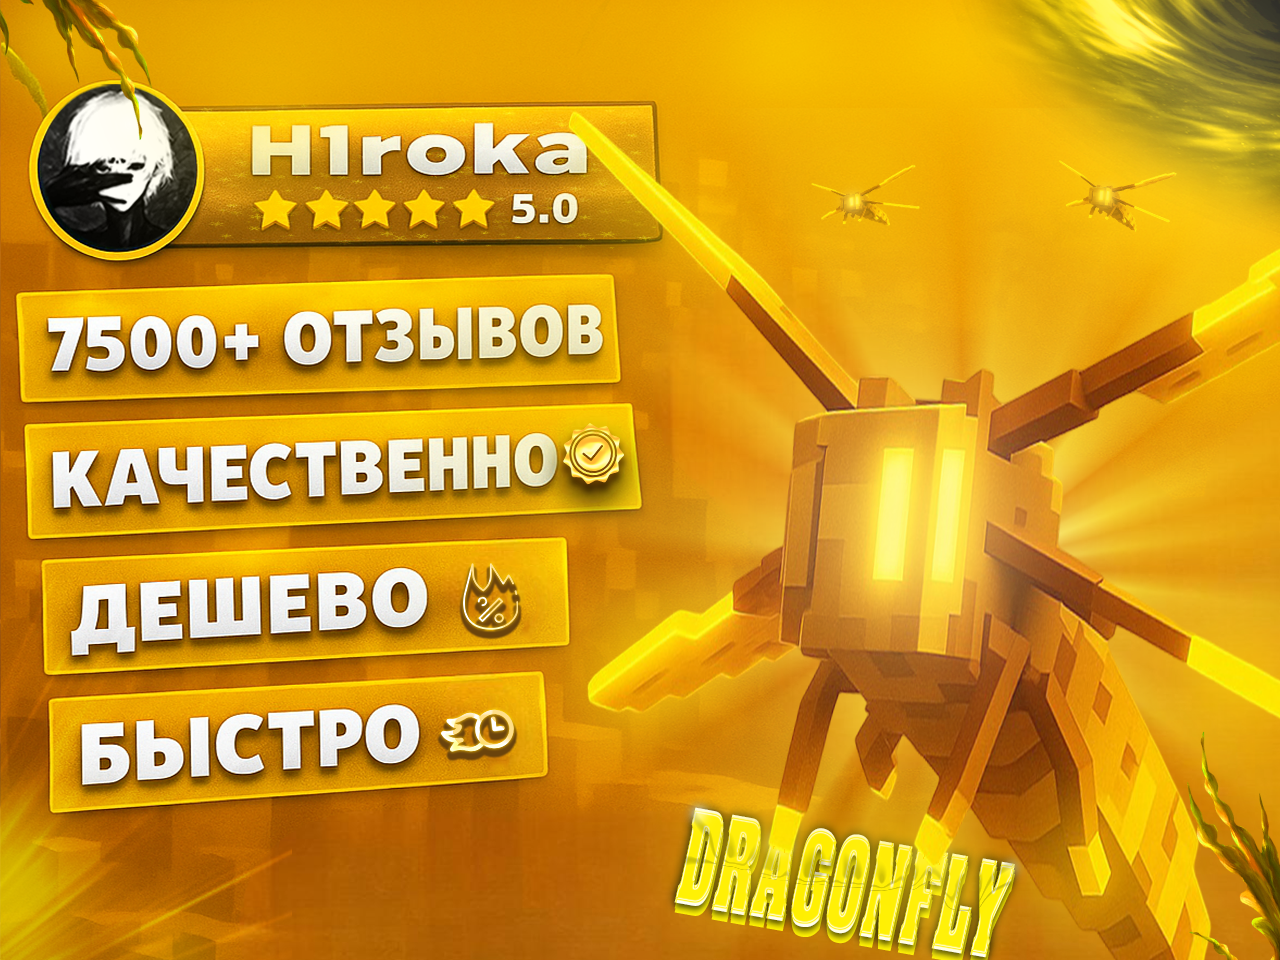 H1roka
5.0
7500+ ОТЗЫВОВ
КАЧЕСТВЕННО
ДЕШЕВО
БЫСТРО
DRAGONFLY